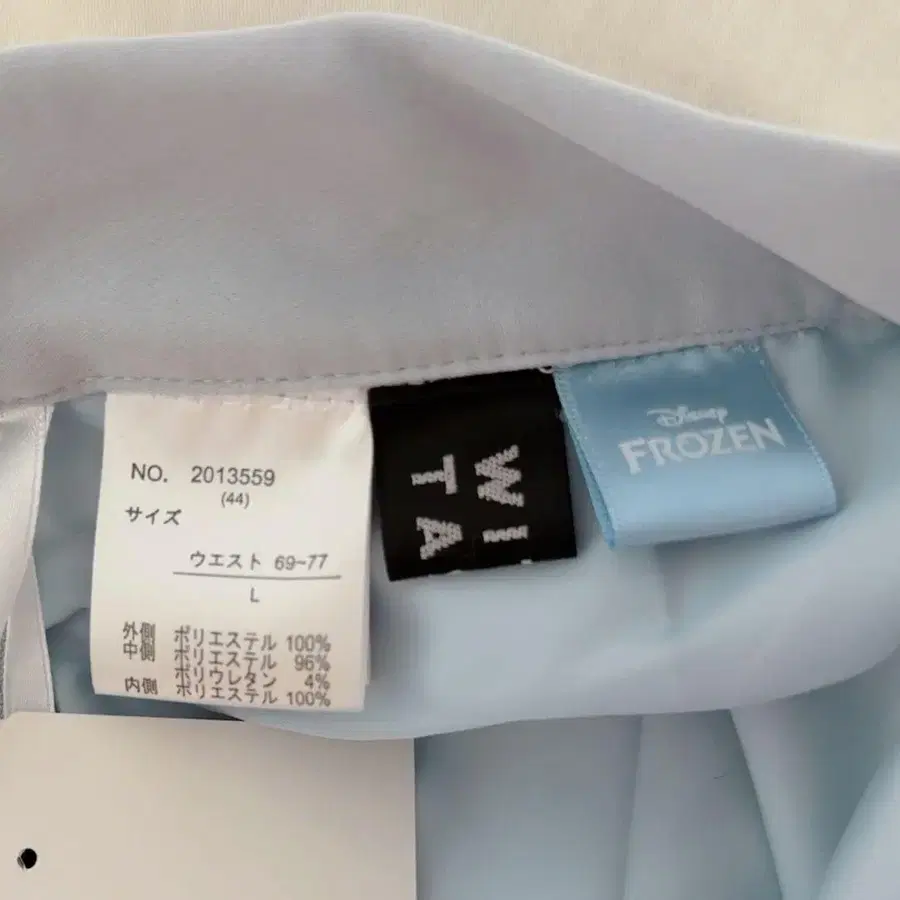 NO. 2013559
(44)
サイズ
ウエスト 69~77
L
外側 ポリエステル 100%
中側 ポリエステル 96%
ポリウレタン 4%
内側 ポリエステル 100%
WI
TA
Disney
FROZEN